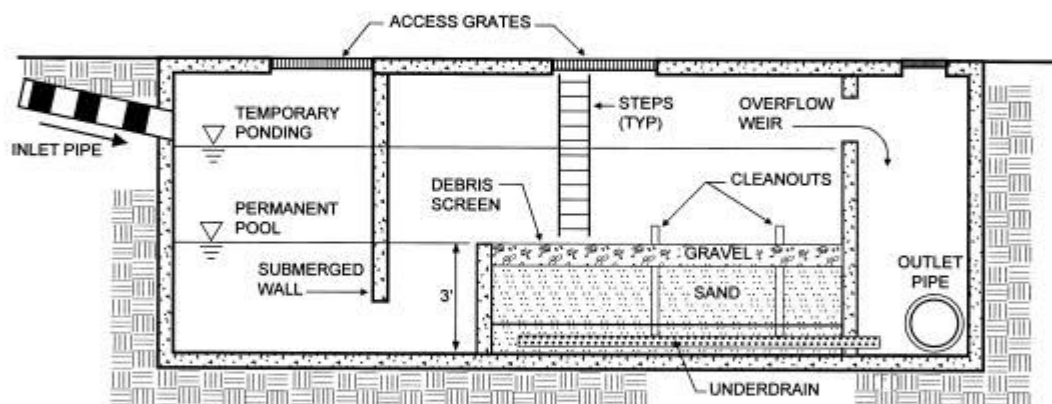 ACCESS GRATES
TEMPORARY
PONDING
STEPS
(TYP)
OVERFLOW
WEIR
INLET PIPE
DEBRIS
SCREEN
CLEANOUTS
PERMANENT
POOL
GRAVEL
SUBMERGED
WALL
3'
SAND
OUTLET
PIPE
UNDERDRAIN